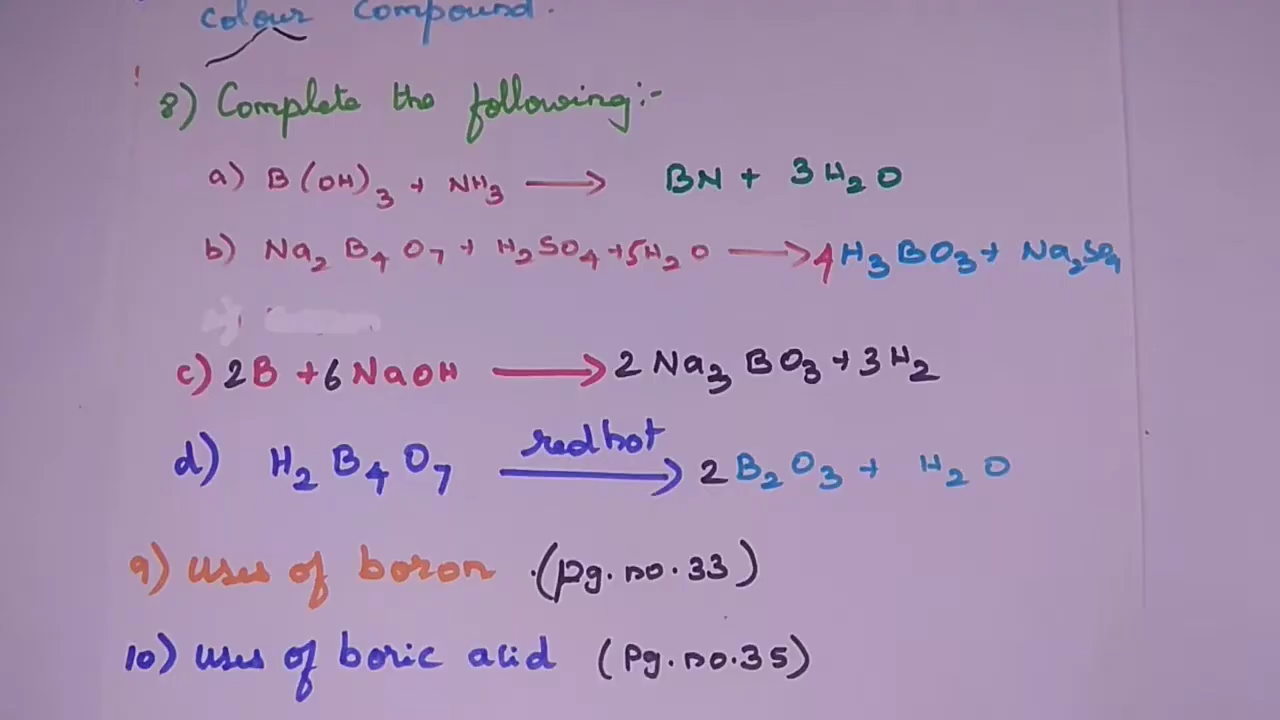 colour compound.
8) Complete the following:-
a) B(OH)₃ + NH₃ → BN + 3H₂O
b) Na₂B₄O₇ + H₂SO₄ + 5H₂O → 4H₃BO₃ + Na₂SO₄
c) 2B + 6NaOH → 2Na₃BO₃ + 3H₂
d) H₂B₄O₇ red hot → 2B₂O₃ + H₂O
9) uses of boron .(pg.no.33)
10) uses of boric acid (Pg.no.35)